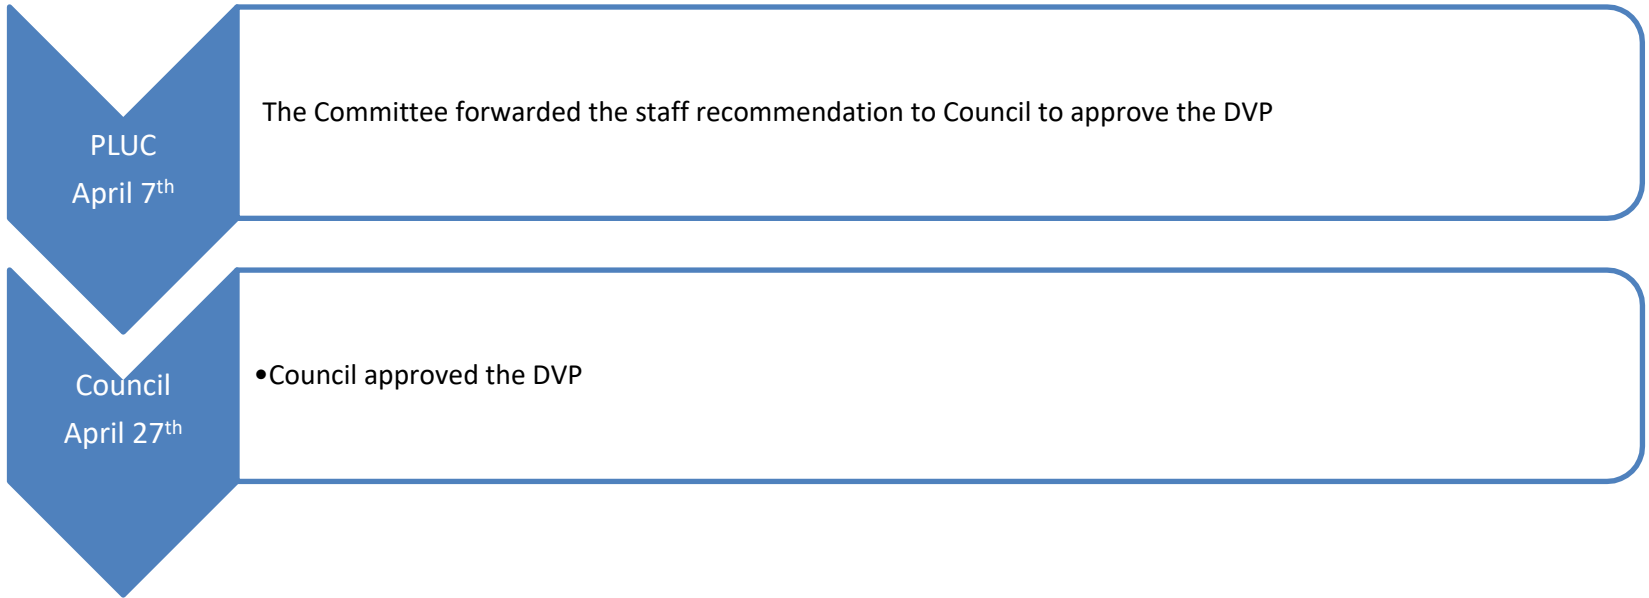 PLUC
April 7th
The Committee forwarded the staff recommendation to Council to approve the DVP
Council
April 27th
•Council approved the DVP